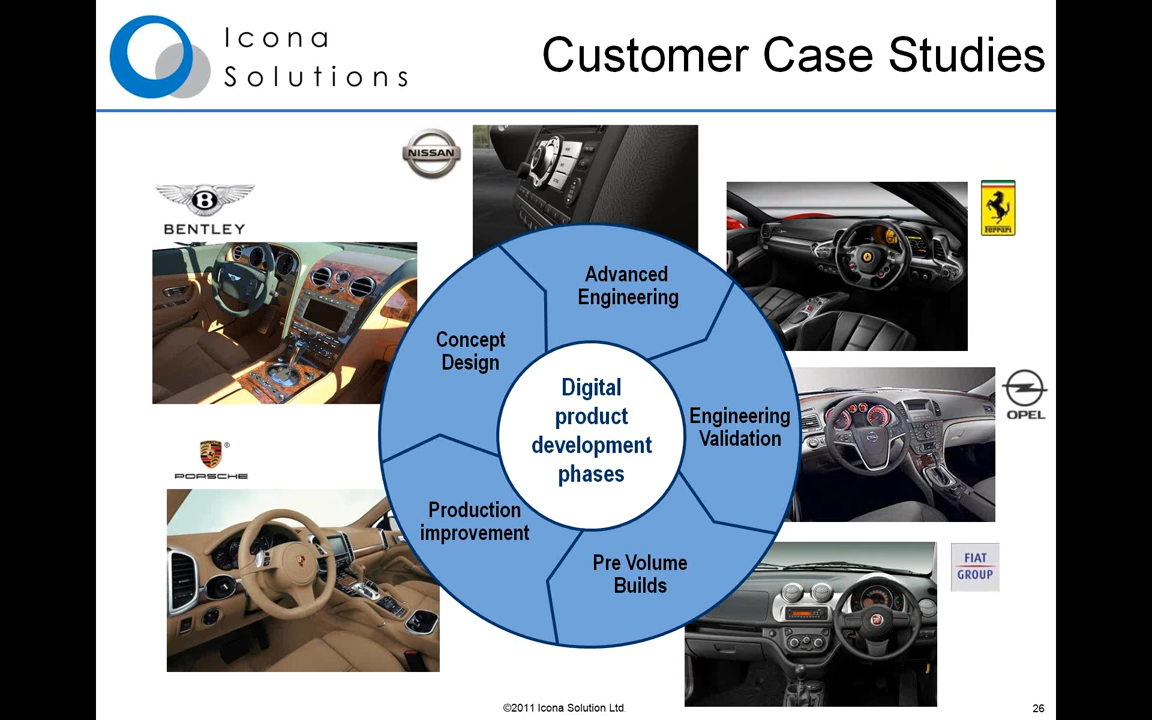 Icona
Solutions
Customer Case Studies
NISSAN
BENTLEY
Ferrari
OPEL
PORSCHE
FIAT
GROUP
Advanced
Engineering
Concept
Design
Engineering
Validation
Digital
product
development
phases
Production
improvement
Pre Volume
Builds
©2011 Icona Solution Ltd.
26